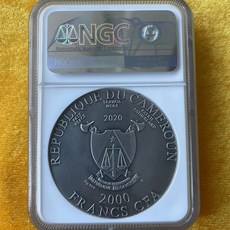 NGC
REPUBLIQUE DU CAMEROUN
2020
2000
FRANCS CFA